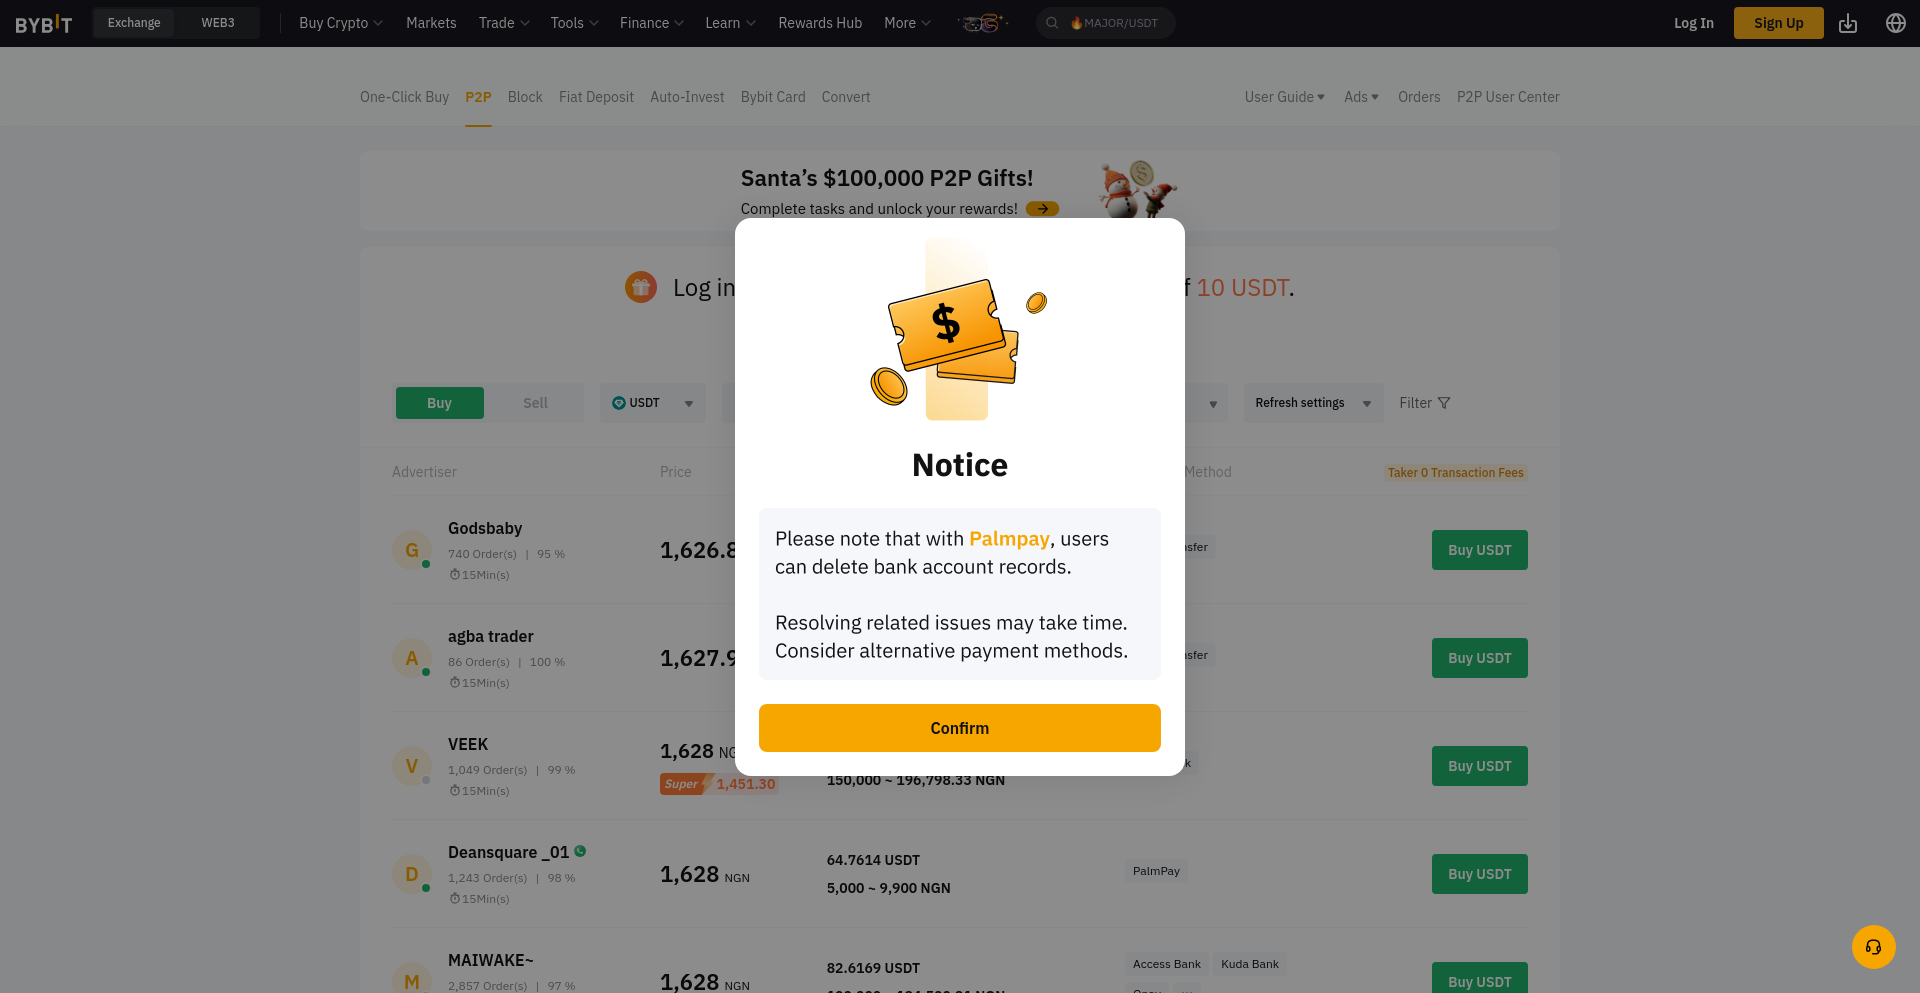 BYBIT
Exchange WEB3 Buy Crypto Markets Trade Tools Finance Learn Rewards Hub More 🔥MAJOR/USDT Log In Sign Up
One-Click Buy P2P Block Fiat Deposit Auto-Invest Bybit Card Convert User Guide Ads Orders P2P User Center
Santa’s $100,000 P2P Gifts!
Complete tasks and unlock your rewards!
Log in 10 USDT.
Buy Sell USDT Refresh settings Filter
Advertiser Price Method Taker 0 Transaction Fees
$
Notice
Please note that with Palmpay, users
can delete bank account records.
Resolving related issues may take time.
Consider alternative payment methods.
Confirm
G
Godsbaby
740 Order(s) | 95 %
15Min(s)
1,626.8
Buy USDT
A
agba trader
86 Order(s) | 100 %
15Min(s)
1,627.9
Buy USDT
V
VEEK
1,049 Order(s) | 99 %
15Min(s)
1,628
Super 1,451.30
150,000 ~ 196,798.33 NGN
Buy USDT
D
Deansquare _01
1,243 Order(s) | 98 %
15Min(s)
1,628 NGN
64.7614 USDT
5,000 ~ 9,900 NGN
PalmPay
Buy USDT
M
MAIWAKE~
2,857 Order(s) | 97 %
1,628 NGN
82.6169 USDT
Access Bank Kuda Bank
Buy USDT